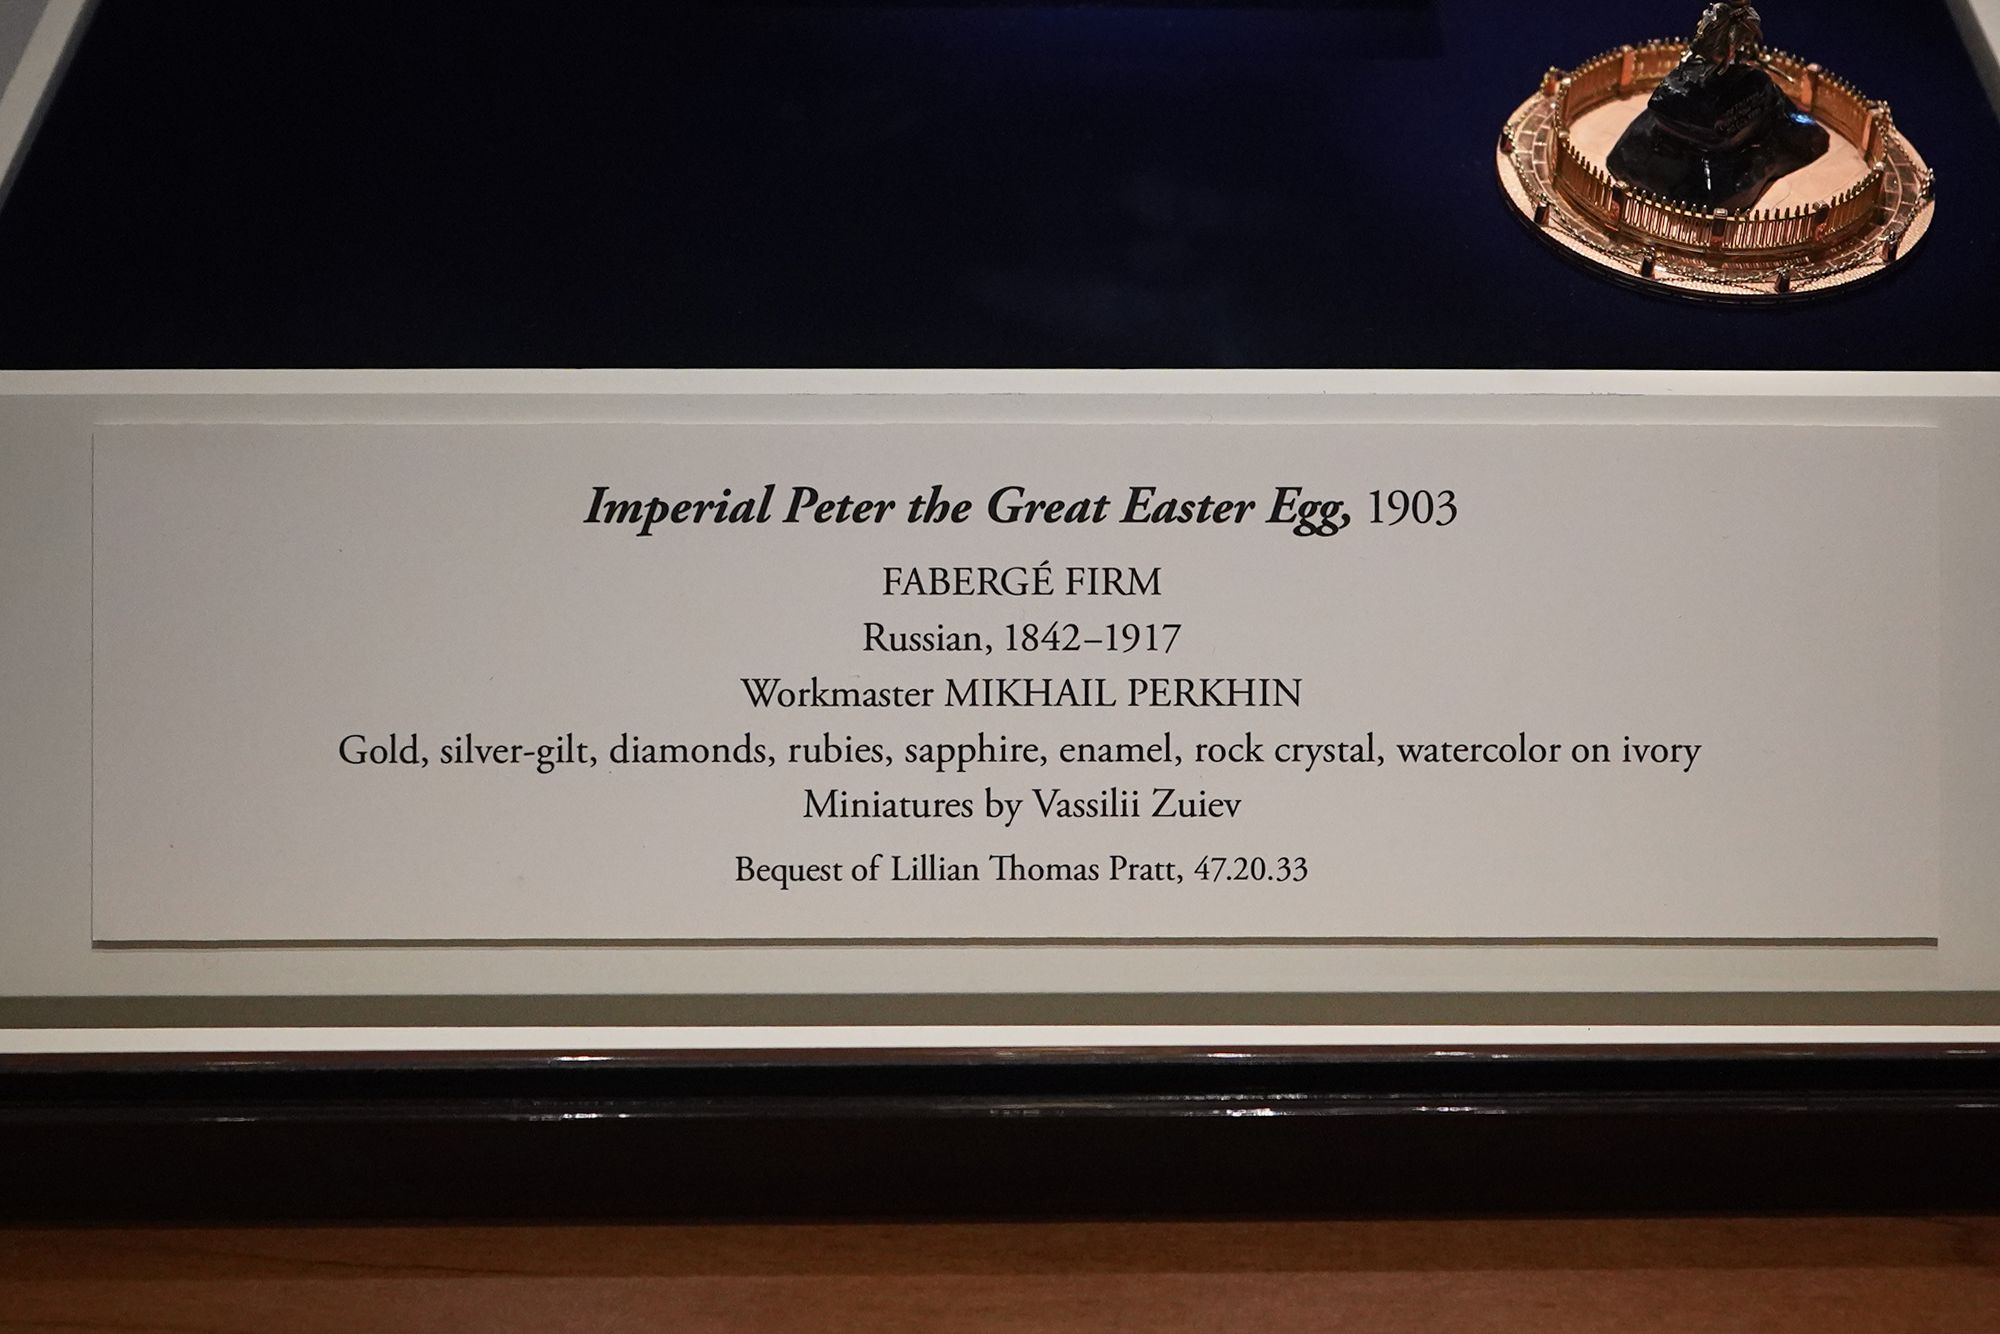 Imperial Peter the Great Easter Egg, 1903
FABERGÉ FIRM
Russian, 1842–1917
Workmaster MIKHAIL PERKHIN
Gold, silver-gilt, diamonds, rubies, sapphire, enamel, rock crystal, watercolor on ivory
Miniatures by Vassilii Zuiev
Bequest of Lillian Thomas Pratt, 47.20.33